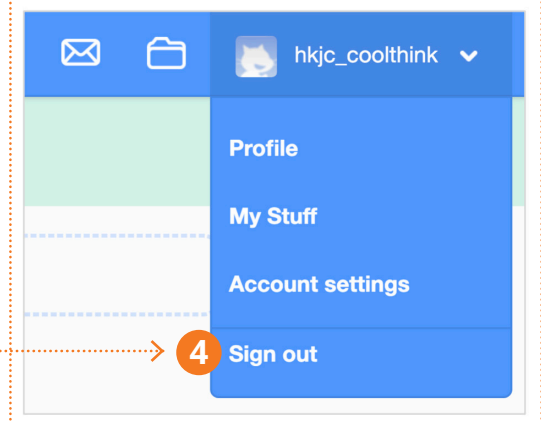 hkjc_coolthink
Profile
My Stuff
Account settings
4 Sign out